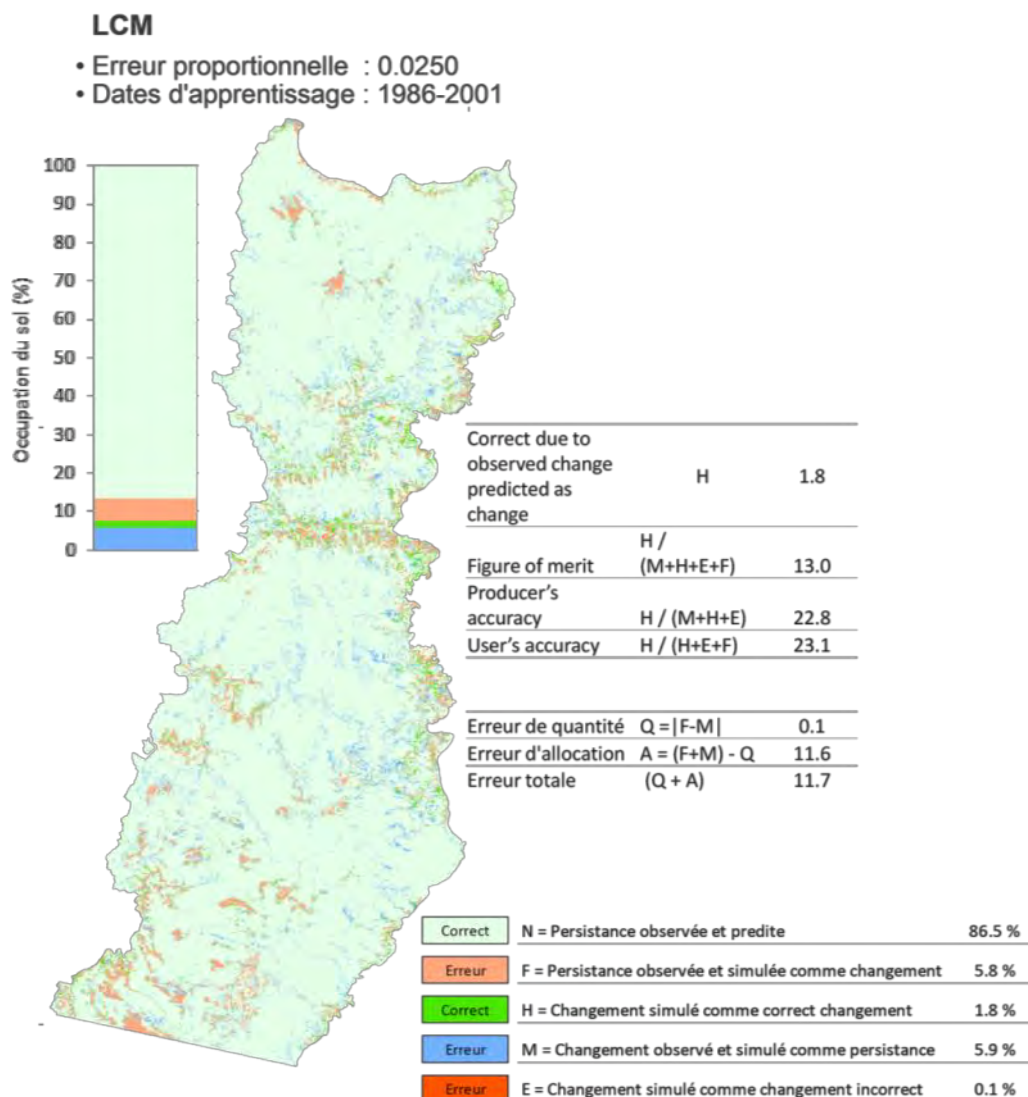 LCM
• Erreur proportionnelle : 0.0250
• Dates d'apprentissage : 1986-2001
100
90
80
70
60
50
40
30
20
10
0
Occupation du sol (%)
Correct due to
observed change
predicted as
change
H
1.8
Figure of merit
H /
(M+H+E+F)
13.0
Producer's
accuracy
H / (M+H+E)
22.8
User's accuracy H / (H+E+F) 23.1
Erreur de quantité Q =|F-M| 0.1
Erreur d'allocation A = (F+M) - Q 11.6
Erreur totale (Q + A) 11.7
Correct N = Persistance observée et predite 86.5 %
Erreur F = Persistance observée et simulée comme changement 5.8 %
Correct H = Changement simulé comme correct changement 1.8 %
Erreur M = Changement observé et simulé comme persistance 5.9 %
Erreur E = Changement simulé comme changement incorrect 0.1 %